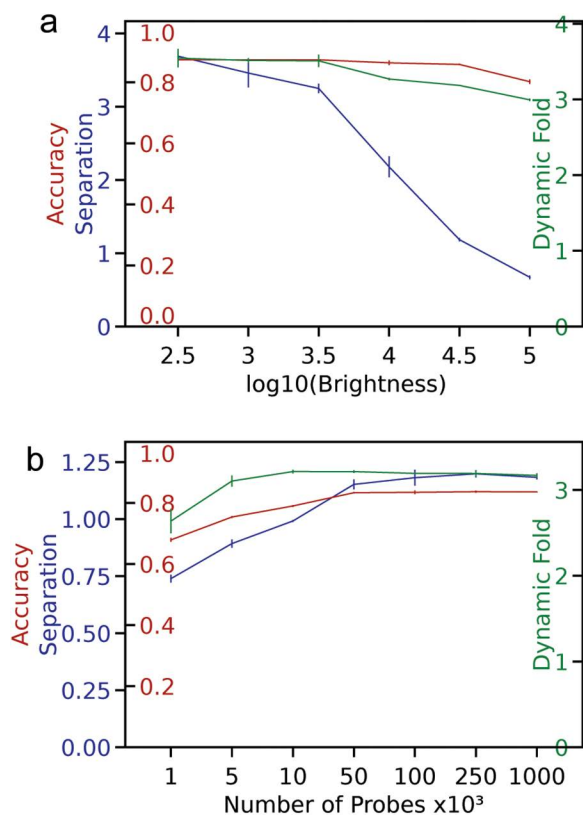 a
Accuracy
Separation
4
3
2
1
0
1.0
0.8
0.6
0.4
0.2
0.0
Dynamic Fold
4
3
2
1
0
2.5 3 3.5 4 4.5 5
log10(Brightness)
b
Accuracy
Separation
1.25
1.00
0.75
0.50
0.25
0.00
1.0
0.8
0.6
0.4
0.2
Dynamic Fold
3
2
1
0
1 5 10 50 100 250 1000
Number of Probes x10³